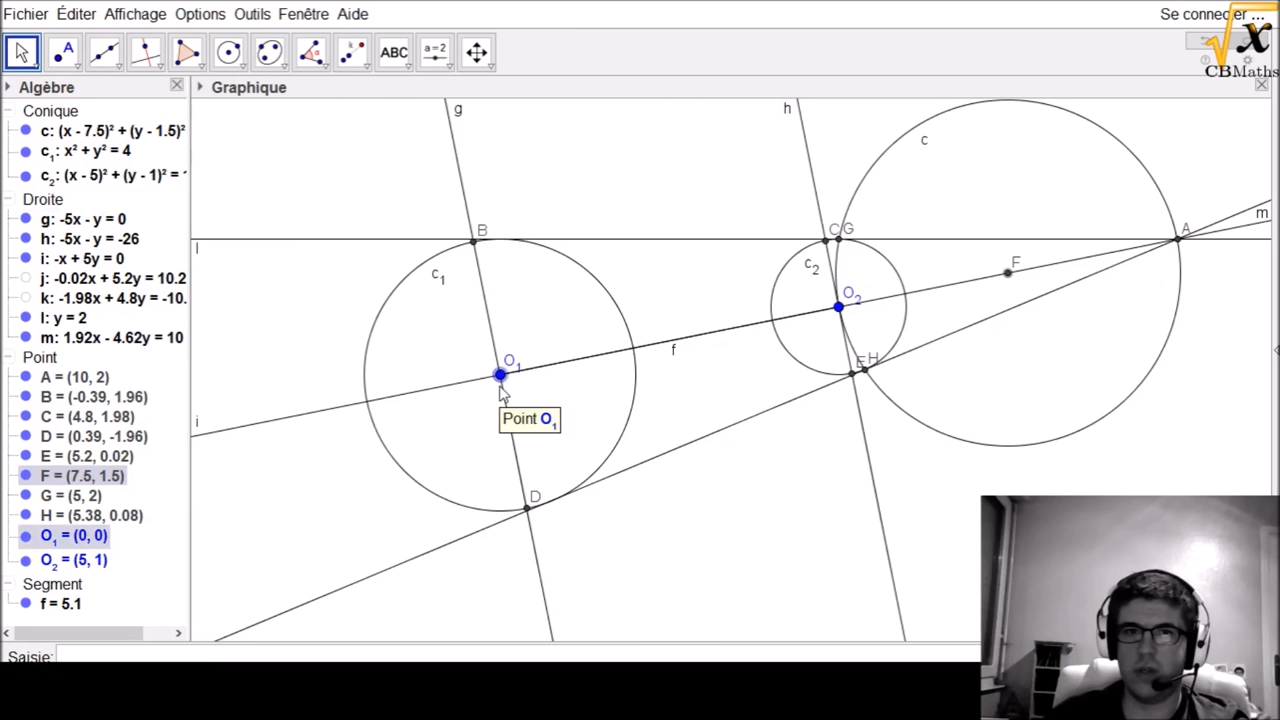 Fichier Éditer Affichage Options Outils Fenêtre Aide Se connecter ...
A ABC a=2
x
CBMaths
Algèbre
Graphique
Conique
c: (x - 7.5)² + (y - 1.5)²
c₁: x² + y² = 4
c₂: (x - 5)² + (y - 1)² =
Droite
g: -5x - y = 0
h: -5x - y = -26
i: -x + 5y = 0
j: -0.02x + 5.2y = 10.2
k: -1.98x + 4.8y = -10.
l: y = 2
m: 1.92x - 4.62y = 10
Point
A = (10, 2)
B = (-0.39, 1.96)
C = (4.8, 1.98)
D = (0.39, -1.96)
E = (5.2, 0.02)
F = (7.5, 1.5)
G = (5, 2)
H = (5.38, 0.08)
O₁ = (0, 0)
O₂ = (5, 1)
Segment
f = 5.1
Saisie:
g
h
c
m
B
C
G
A
l
c₁
c₂
F
O₂
f
O₁
E
H
Point O₁
i
D